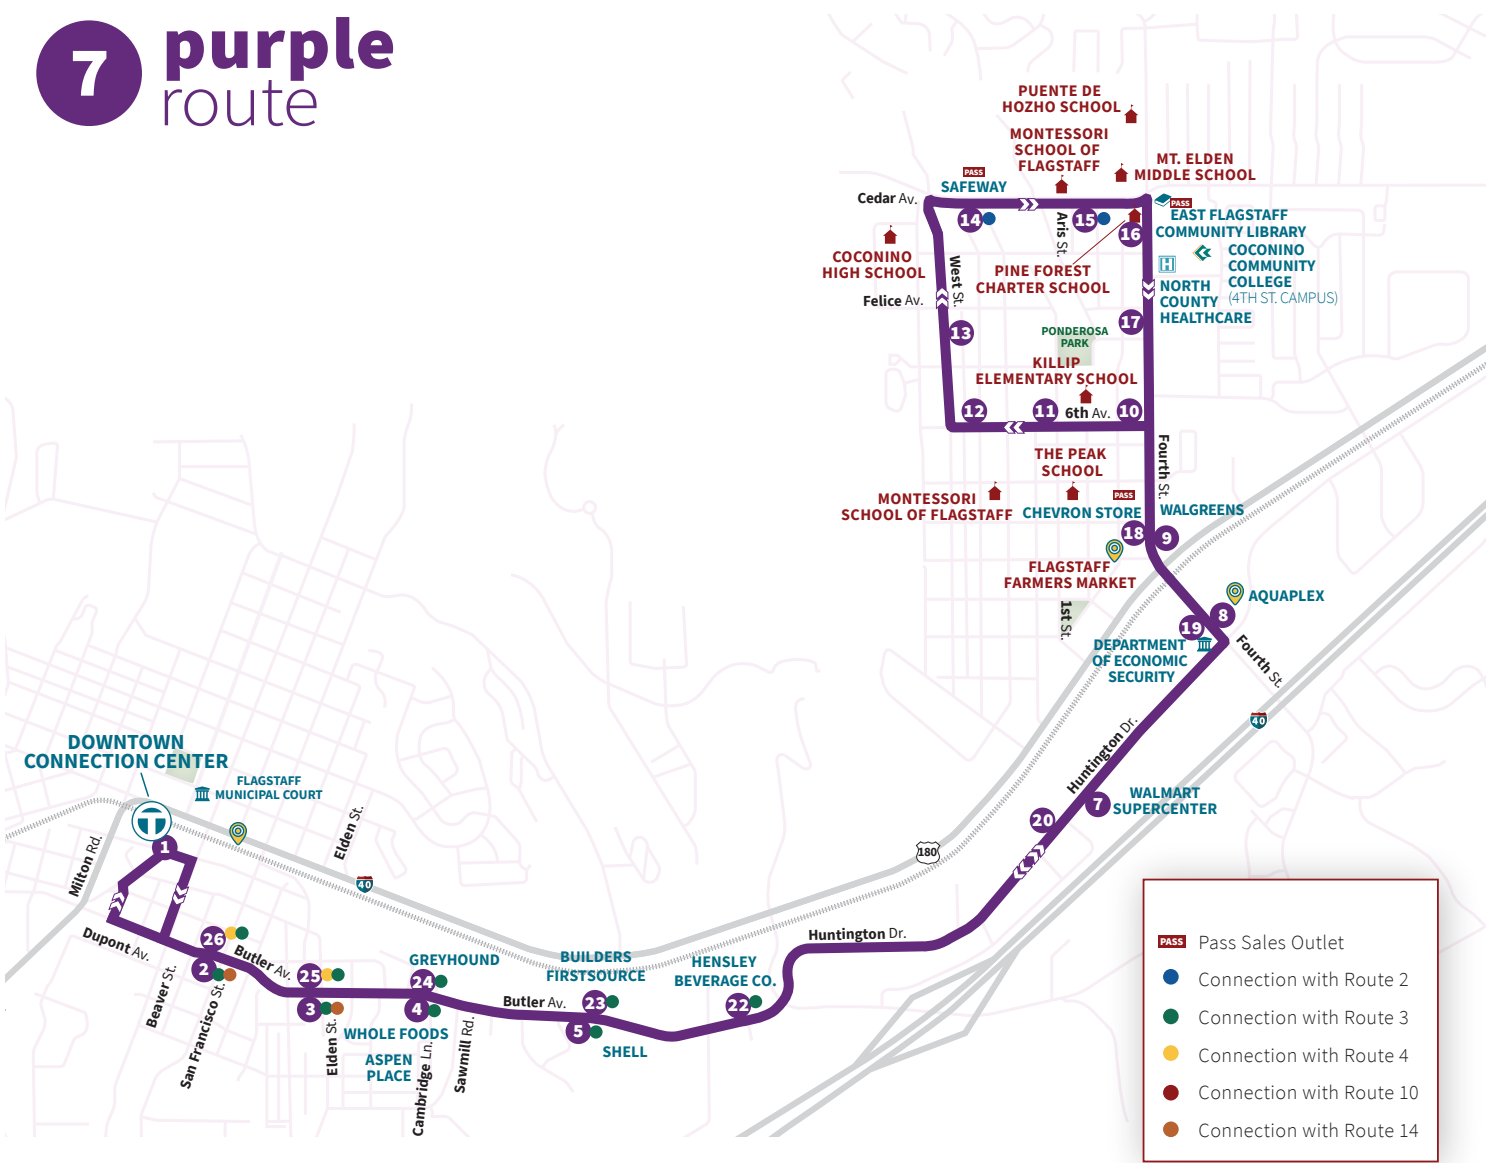 7
purple
route
PUENTE DE
HOZHO SCHOOL
MONTESSORI
SCHOOL OF
FLAGSTAFF
MT. ELDEN
MIDDLE SCHOOL
PASS
SAFEWAY
Cedar Av.
14
Aris St.
15
16
PASS
EAST FLAGSTAFF
COMMUNITY LIBRARY
COCONINO
HIGH SCHOOL
West St.
PINE FOREST
CHARTER SCHOOL
H
COCONINO
COMMUNITY
COLLEGE
(4TH ST. CAMPUS)
NORTH
COUNTY
HEALTHCARE
Felice Av.
13
PONDEROSA
PARK
17
KILLIP
ELEMENTARY SCHOOL
12
11
6th Av.
10
Fourth St.
THE PEAK
SCHOOL
MONTESSORI
SCHOOL OF FLAGSTAFF
PASS
CHEVRON STORE
WALGREENS
18
9
FLAGSTAFF
FARMERS MARKET
1st St.
AQUAPLEX
8
19
DEPARTMENT
OF ECONOMIC
SECURITY
Fourth St.
40
Huntington Dr.
7
WALMART
SUPERCENTER
20
180
DOWNTOWN
CONNECTION CENTER
FLAGSTAFF
MUNICIPAL COURT
Elden St.
Milton Rd.
1
40
Dupont Av.
26
Butler Av.
2
Beaver St.
San Francisco St.
25
3
Elden St.
GREYHOUND
24
4
WHOLE FOODS
ASPEN
PLACE
Cambridge Ln.
Sawmill Rd.
Butler Av.
BUILDERS
FIRSTSOURCE
23
5
SHELL
HENSLEY
BEVERAGE CO.
22
Huntington Dr.
PASS Pass Sales Outlet
Connection with Route 2
Connection with Route 3
Connection with Route 4
Connection with Route 10
Connection with Route 14